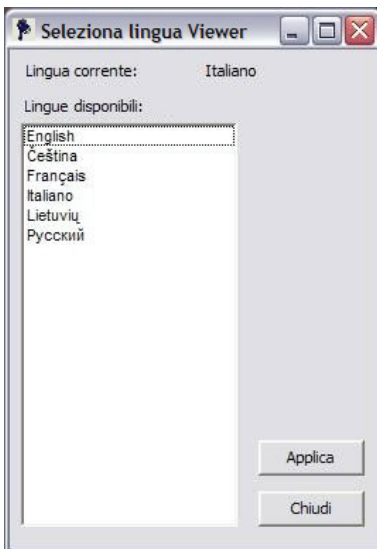 Seleziona lingua Viewer
Lingua corrente: Italiano
Lingue disponibili:
English
Čeština
Français
Italiano
Lietuvių
Русский
Applica
Chiudi